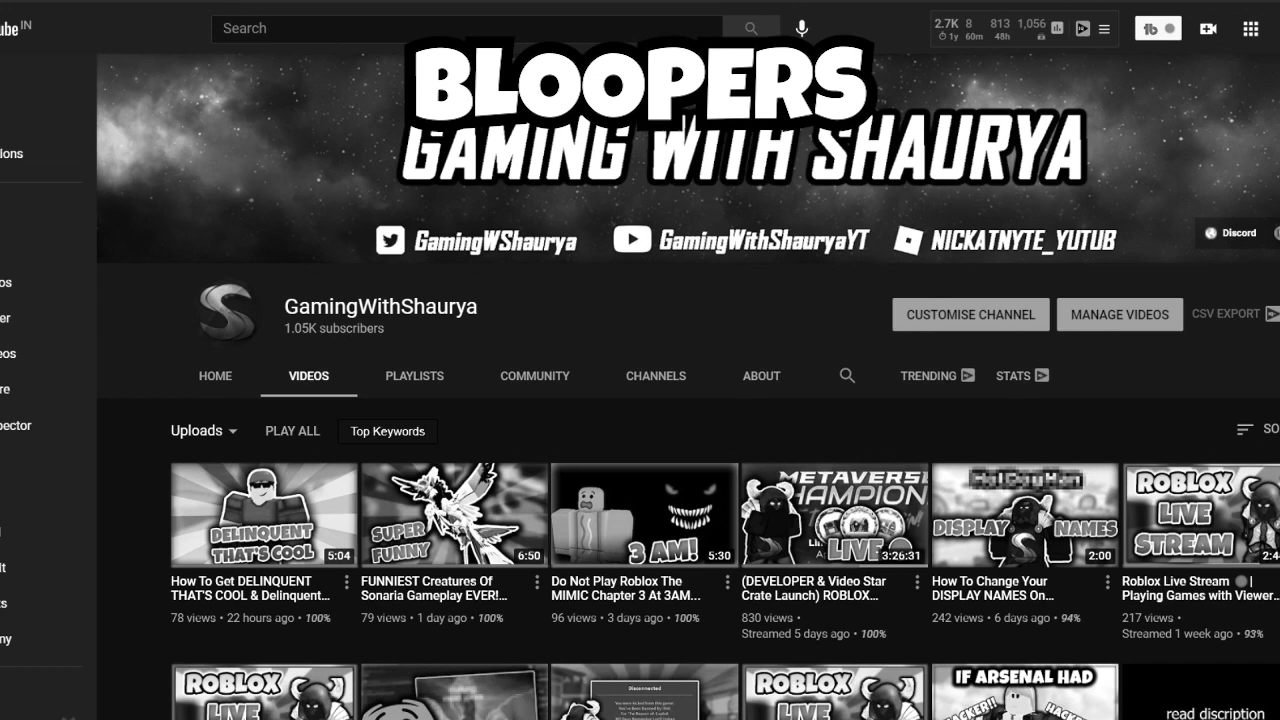 ube IN
Search
2.7K 8 813 1,056
1y 60m 48h
tb
BLOOPERS
GAMING WITH SHAURYA
GamingWShaurya
GamingWithShauryaYT
NICKATNYTE_YUTUB
Discord
GamingWithShaurya
1.05K subscribers
CUSTOMISE CHANNEL
MANAGE VIDEOS
CSV EXPORT
HOME
VIDEOS
PLAYLISTS
COMMUNITY
CHANNELS
ABOUT
TRENDING
STATS
Uploads
PLAY ALL
Top Keywords
SO
ions
os
er
eos
re
pector
lt
ts
ny
DELINQUENT
THAT'S COOL
5:04
How To Get DELINQUENT
THAT'S COOL & Delinquent...
78 views • 22 hours ago • 100%
SUPER
FUNNY
6:50
FUNNIEST Creatures Of
Sonaria Gameplay EVER!...
79 views • 1 day ago • 100%
3 AM!
5:30
Do Not Play Roblox The
MIMIC Chapter 3 At 3AM...
96 views • 3 days ago • 100%
METAVERSE
HAMPION
LIVE
3:26:31
(DEVELOPER & Video Star
Crate Launch) ROBLOX...
830 views •
Streamed 5 days ago • 100%
DISPLAY NAMES
2:00
How To Change Your
DISPLAY NAMES On...
242 views • 6 days ago • 94%
ROBLOX
LIVE
STREAM
2:4
Roblox Live Stream |
Playing Games with Viewer...
217 views •
Streamed 1 week ago • 93%
ROBLOX
LIVE
Disconnected
ROBLOX
LIVE
IF ARSENAL HAD
read discription